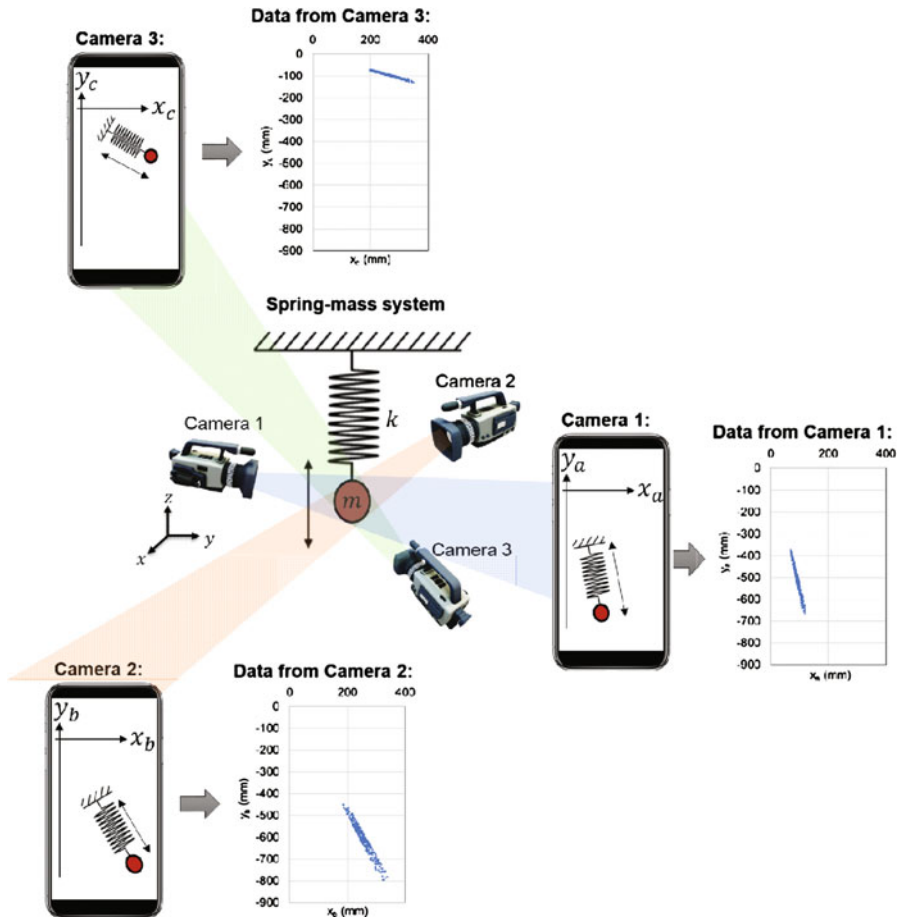 Data from Camera 3:
Camera 3:
0 200 400
y_c
x_c
0
-100
-200
-300
-400
-500
-600
-700
-800
-900
y_c (mm)
x_c (mm)
Spring-mass system
Camera 2
k
Camera 1
m
z
y
x
Camera 3
Camera 1:
Data from Camera 1:
0 200 400
y_a
x_a
0
-100
-200
-300
-400
-500
-600
-700
-800
-900
y_a (mm)
x_a (mm)
Camera 2:
Data from Camera 2:
0 200 400
y_b
x_b
0
-100
-200
-300
-400
-500
-600
-700
-800
-900
y_b (mm)
x_b (mm)